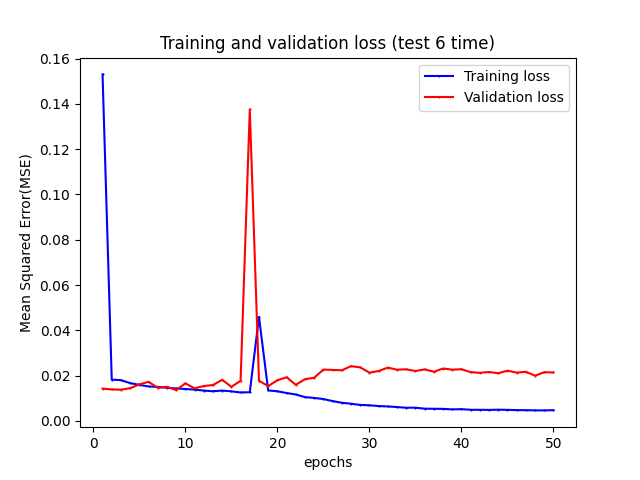 Training and validation loss (test 6 time)
Training loss
Validation loss
Mean Squared Error(MSE)
0.16
0.14
0.12
0.10
0.08
0.06
0.04
0.02
0.00
0 10 20 30 40 50
epochs